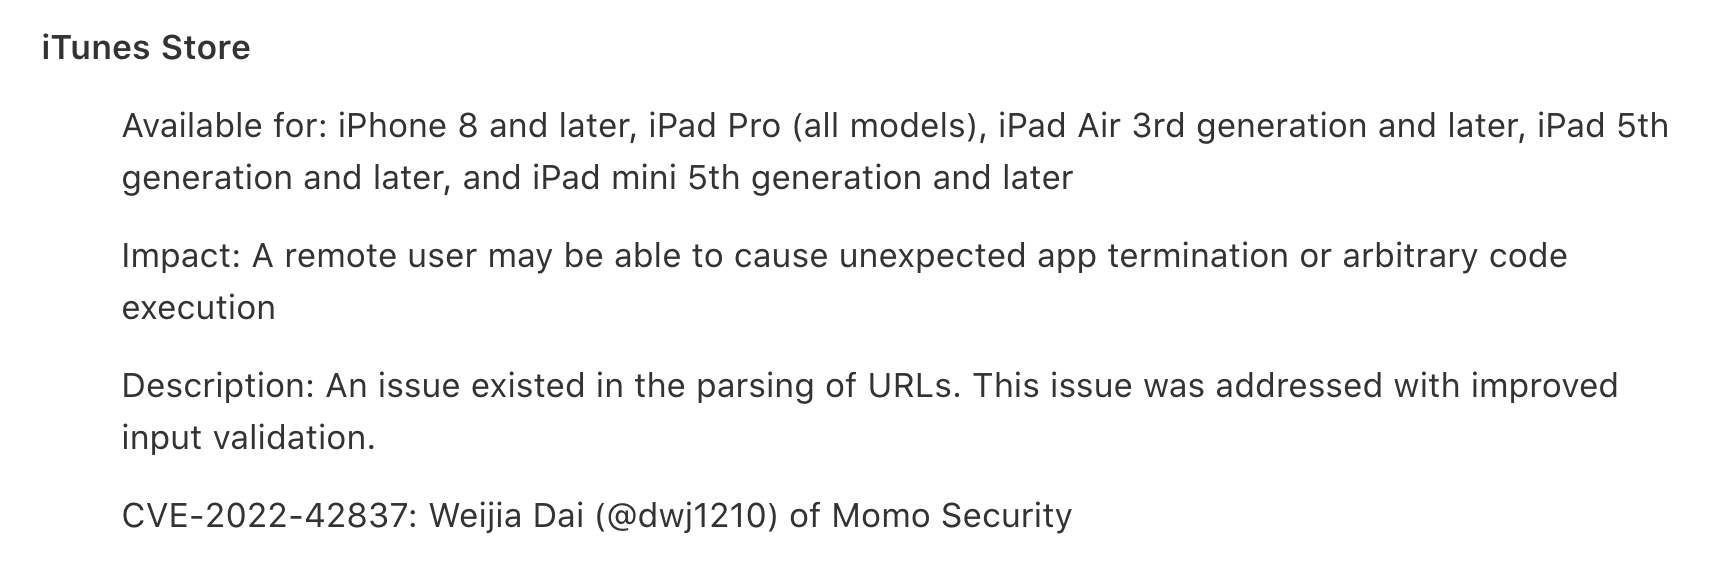 iTunes Store
Available for: iPhone 8 and later, iPad Pro (all models), iPad Air 3rd generation and later, iPad 5th
generation and later, and iPad mini 5th generation and later
Impact: A remote user may be able to cause unexpected app termination or arbitrary code
execution
Description: An issue existed in the parsing of URLs. This issue was addressed with improved
input validation.
CVE-2022-42837: Weijia Dai (@dwj1210) of Momo Security